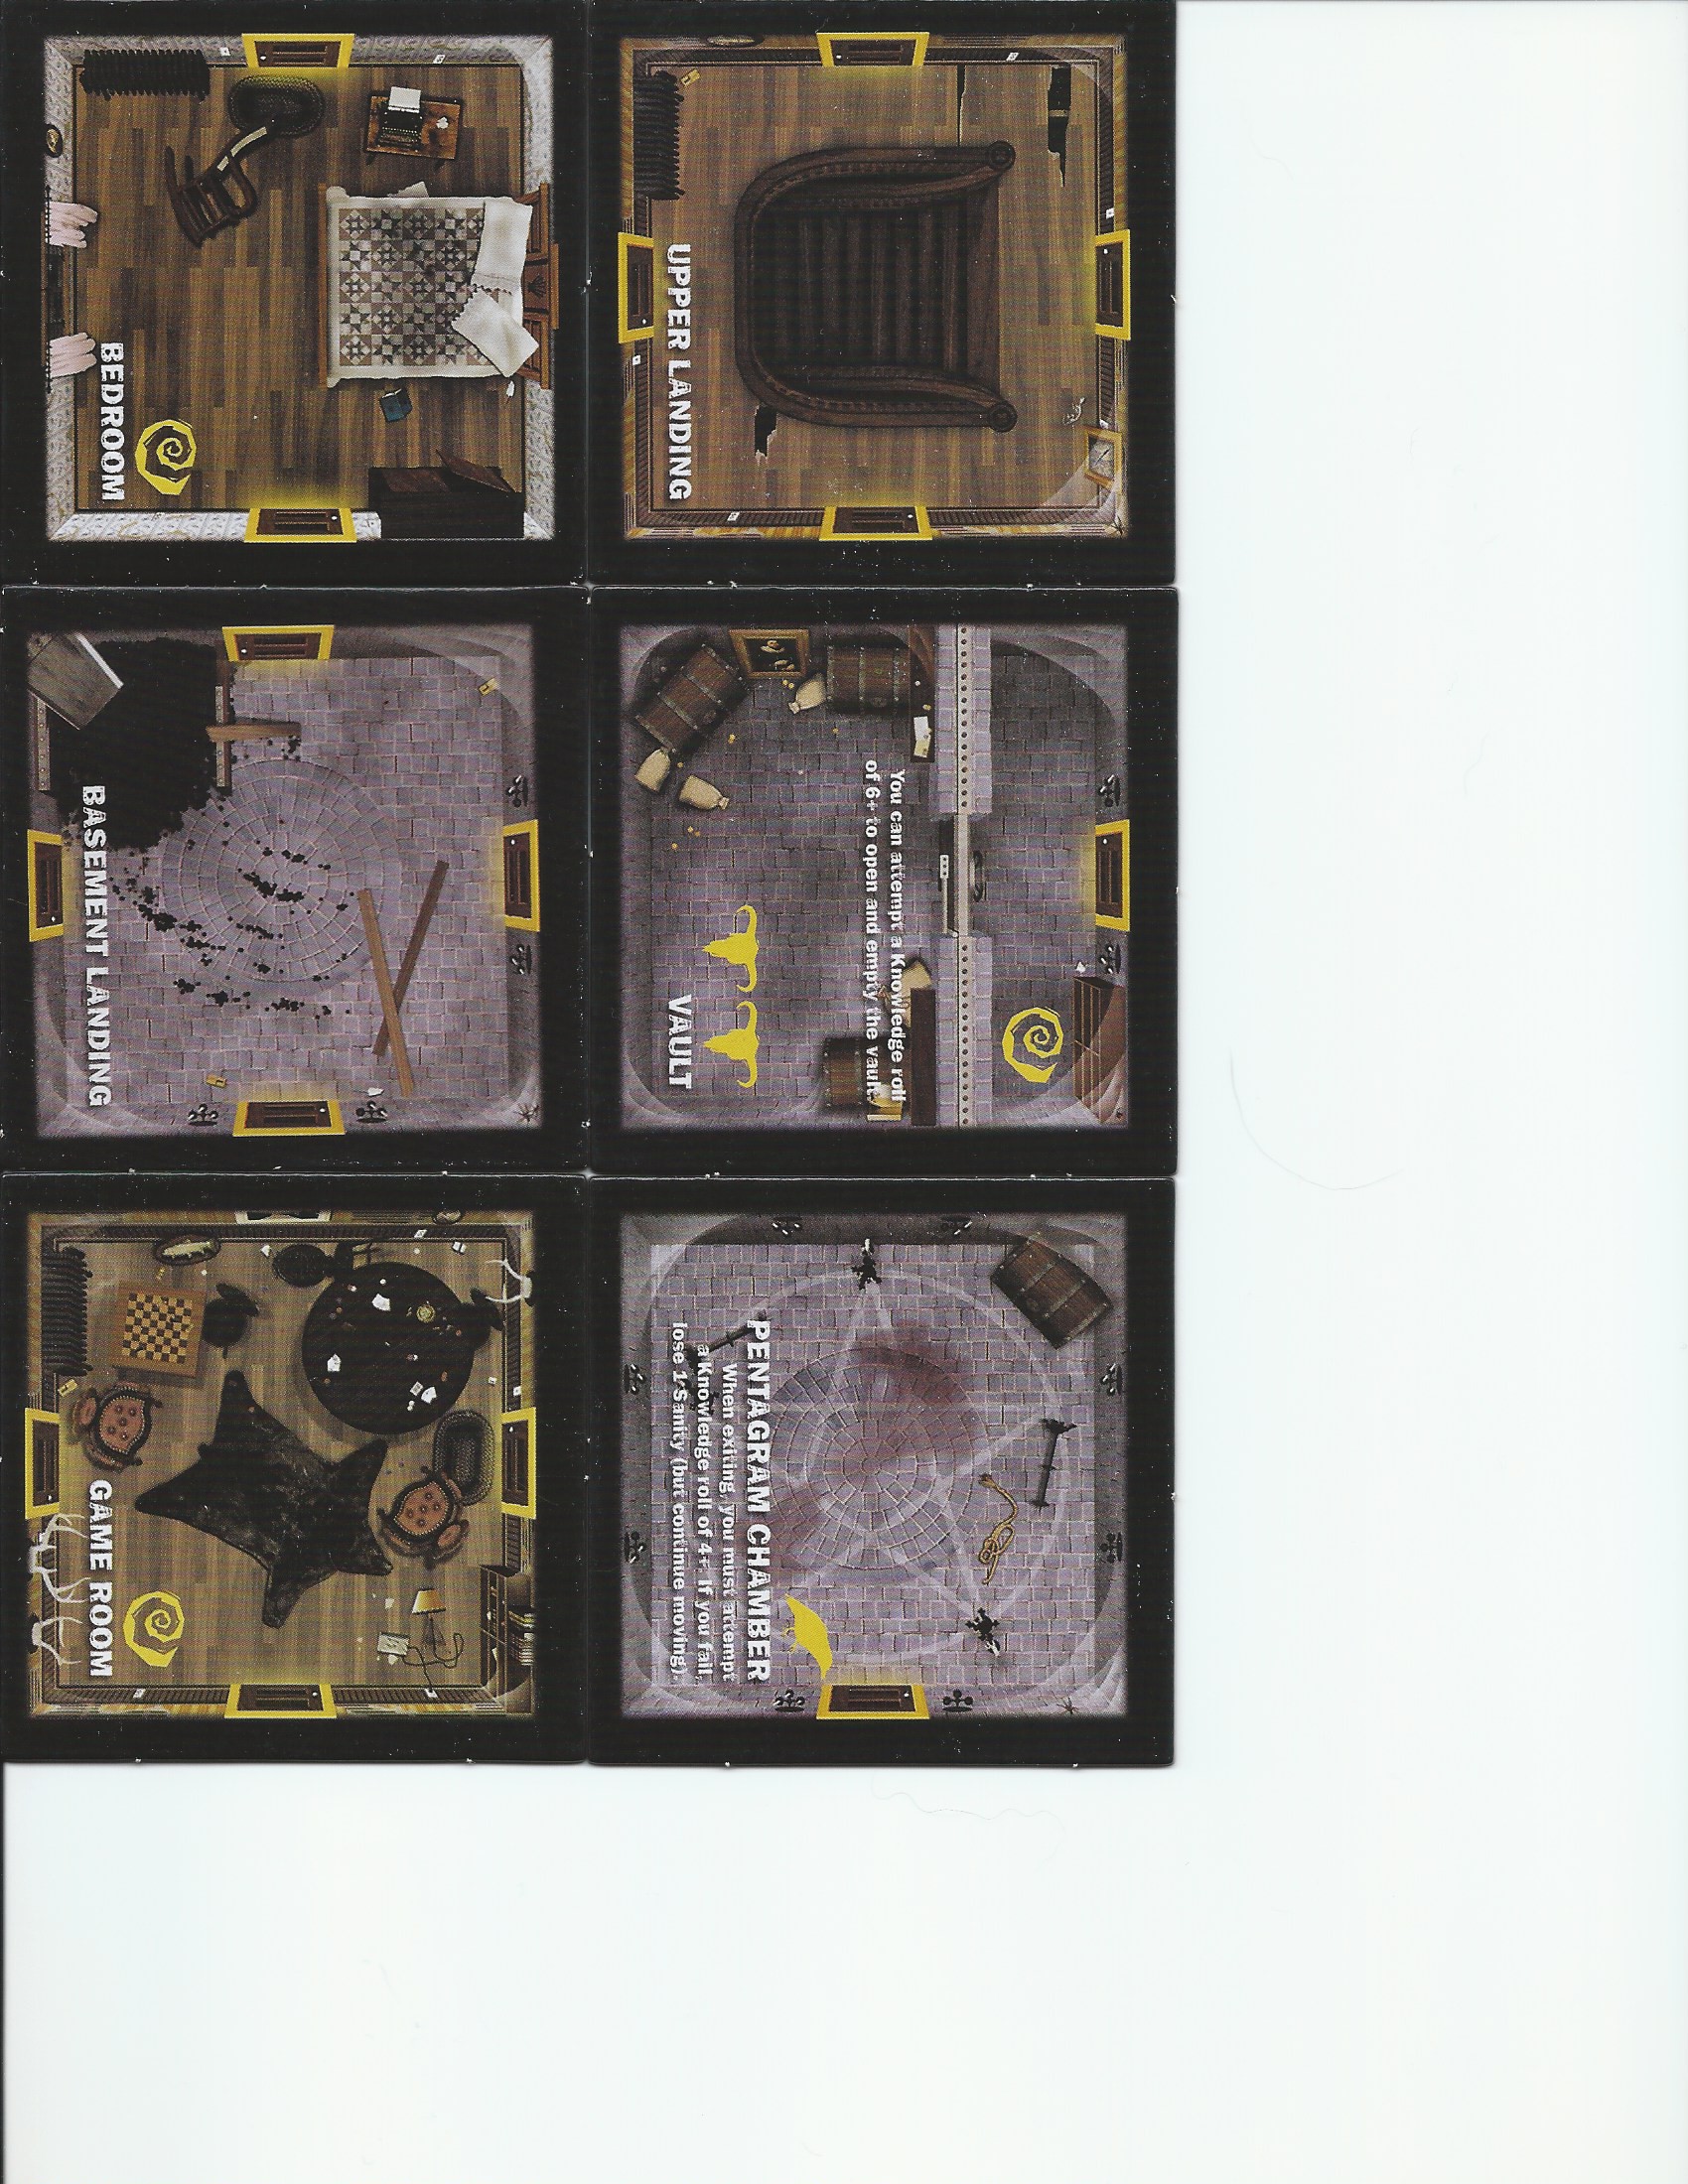 BEDROOM
UPPER LANDING
BASEMENT LANDING
You can attempt a Knowledge roll
of 6+ to open and empty the vault.
VAULT
GAME ROOM
PENTAGRAM CHAMBER
When exiting, you must attempt
a Knowledge roll of 4+. If you fail,
lose 1 Sanity (but continue moving).